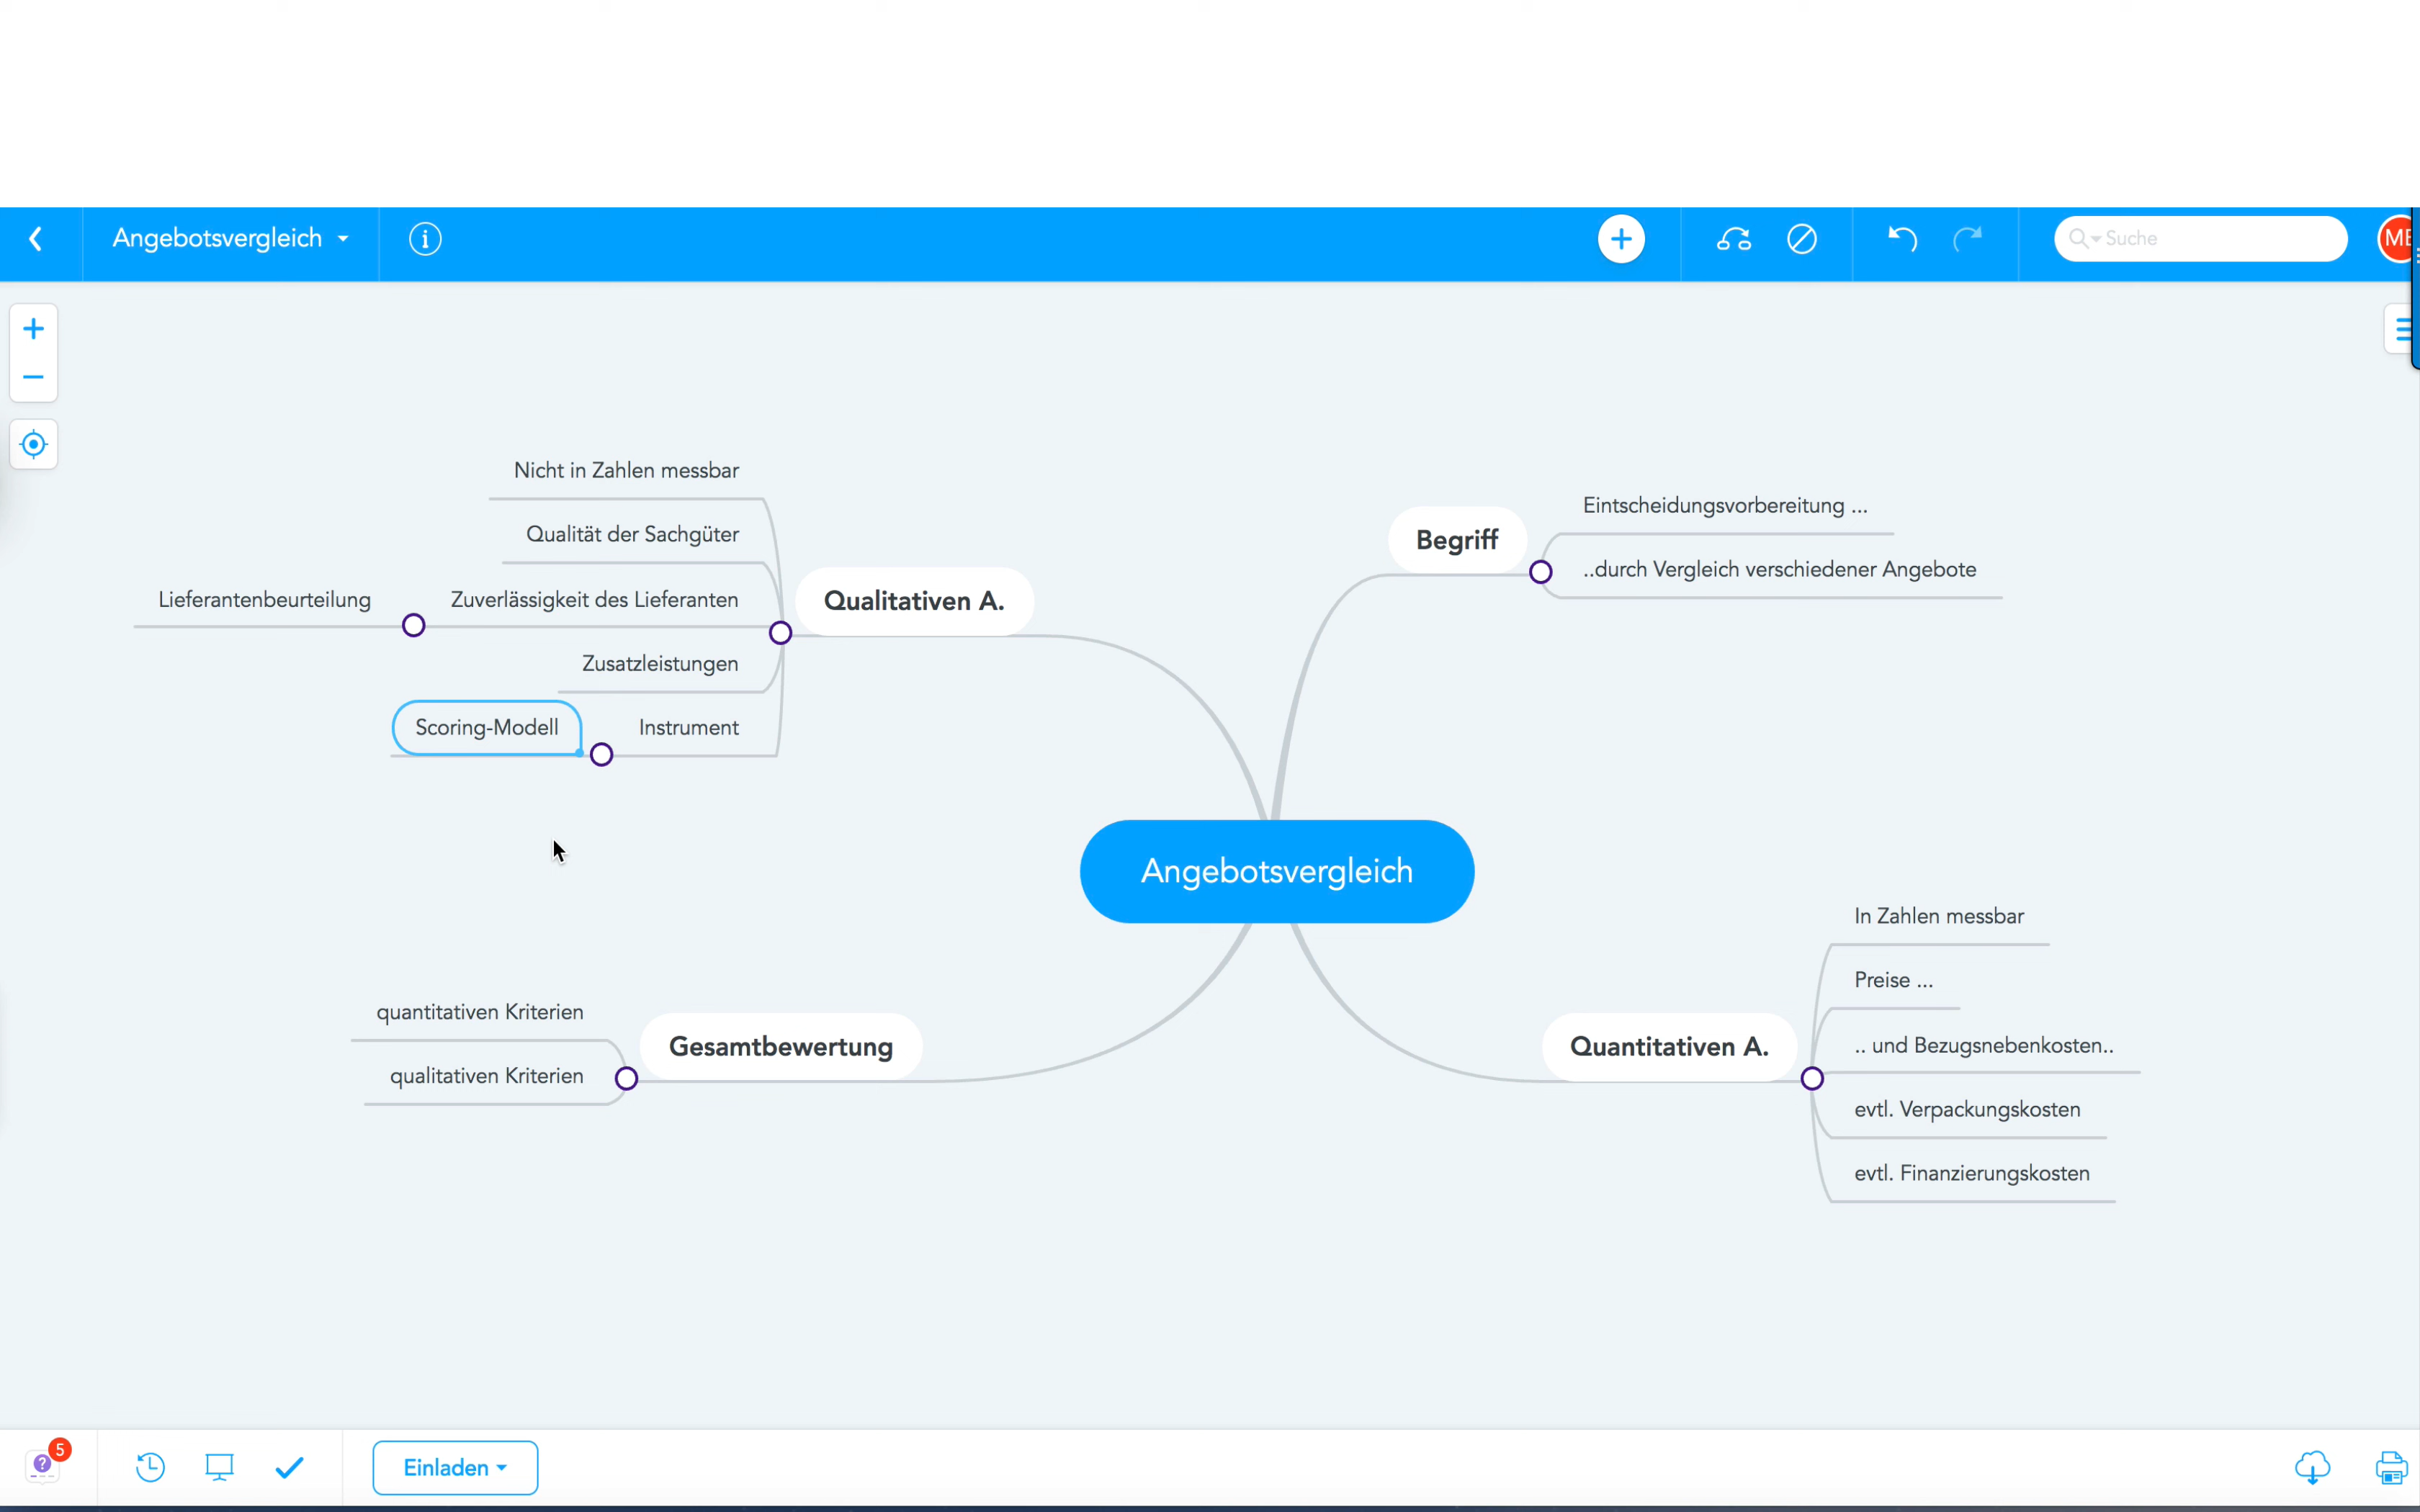 Angebotsvergleich
Suche
Nicht in Zahlen messbar
Qualität der Sachgüter
Lieferantenbeurteilung
Zuverlässigkeit des Lieferanten
Qualitativen A.
Zusatzleistungen
Scoring-Modell
Instrument
Begriff
Eintscheidungsvorbereitung ...
..durch Vergleich verschiedener Angebote
Angebotsvergleich
quantitativen Kriterien
Gesamtbewertung
qualitativen Kriterien
Quantitativen A.
In Zahlen messbar
Preise ...
.. und Bezugsnebenkosten..
evtl. Verpackungskosten
evtl. Finanzierungskosten
5
Einladen